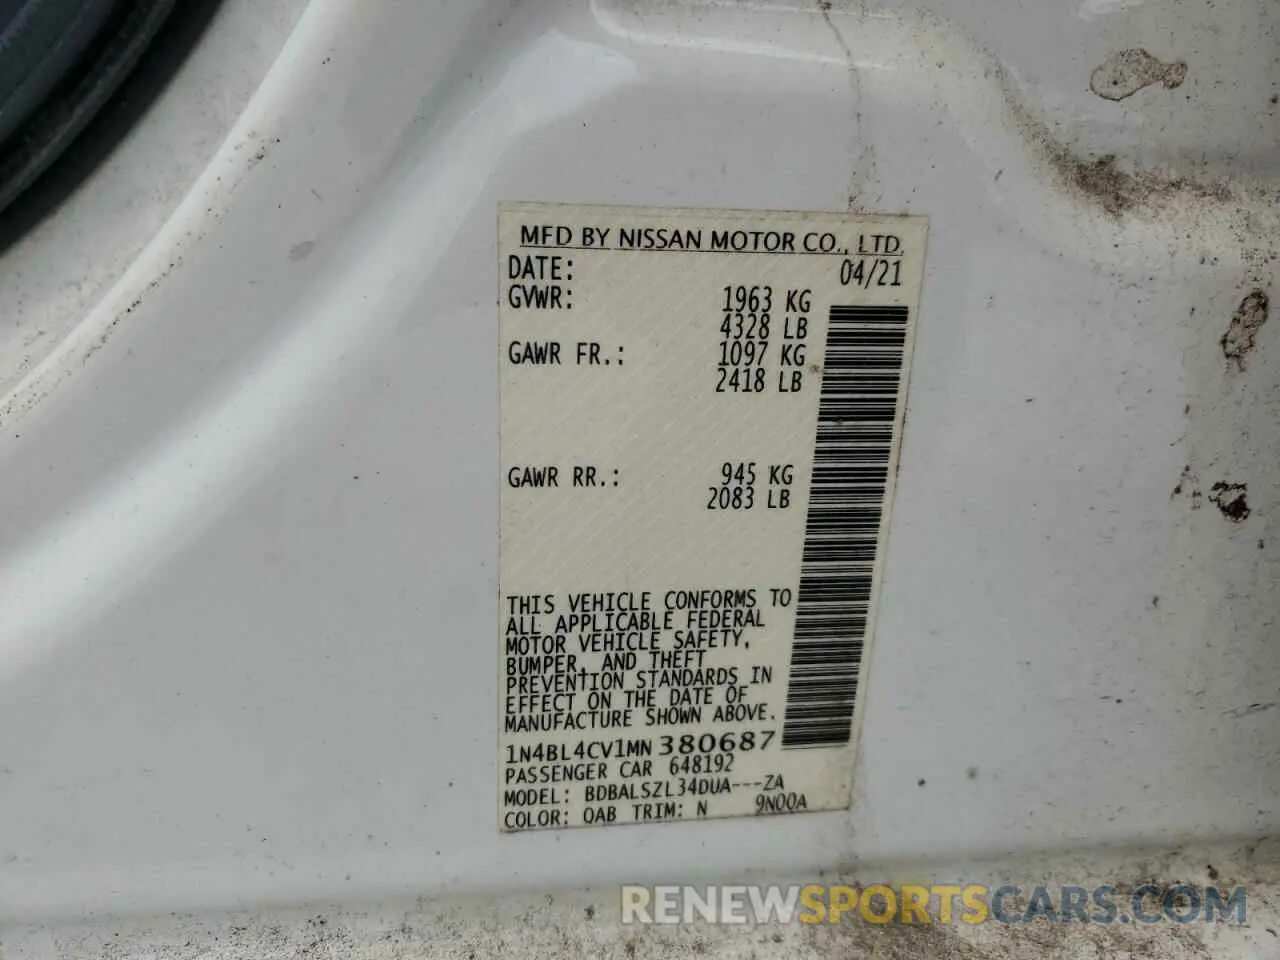 MFD BY NISSAN MOTOR CO., LTD.
DATE: 04/21
GVWR: 1963 KG
4328 LB
GAWR FR.: 1097 KG
2418 LB
GAWR RR.: 945 KG
2083 LB
THIS VEHICLE CONFORMS TO
ALL APPLICABLE FEDERAL
MOTOR VEHICLE SAFETY,
BUMPER, AND THEFT
PREVENTION STANDARDS IN
EFFECT ON THE DATE OF
MANUFACTURE SHOWN ABOVE.
1N4BL4CV1MN380687
PASSENGER CAR 648192
MODEL: BDBALSZL34DUA---ZA
COLOR: QAB TRIM: N 9N00A
RENEWSPORTSCARS.COM